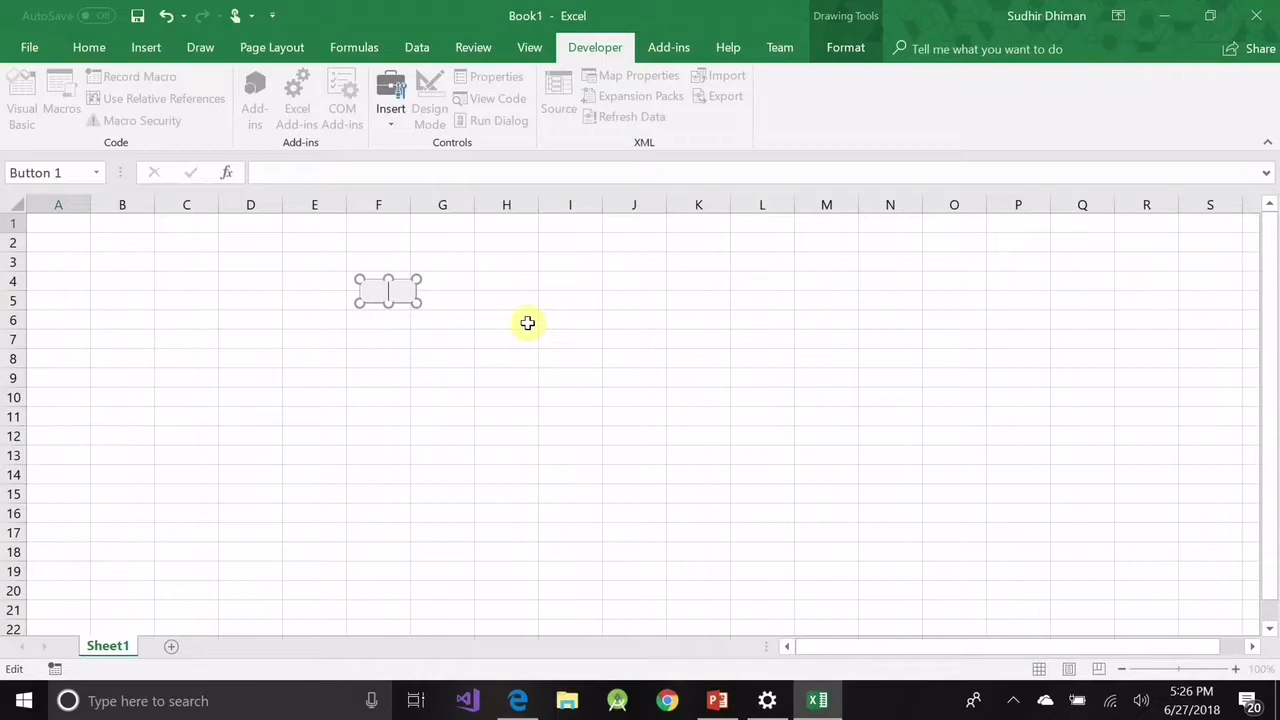 AutoSave Off
Book1 - Excel
Drawing Tools
Sudhir Dhiman
File Home Insert Draw Page Layout Formulas Data Review View Developer Add-ins Help Team Format Tell me what you want to do Share
Visual Basic
Macros
Record Macro
Use Relative References
Macro Security
Code
Add-ins
Excel Add-ins
COM Add-ins
Add-ins
Insert
Design Mode
Properties
View Code
Run Dialog
Controls
Source
Map Properties
Expansion Packs
Refresh Data
Import
Export
XML
Button 1
fx
A B C D E F G H I J K L M N O P Q R S
1
2
3
4
5
6
7
8
9
10
11
12
13
14
15
16
17
18
19
20
21
22
Sheet1
Edit
100%
Type here to search
5:26 PM
6/27/2018
20